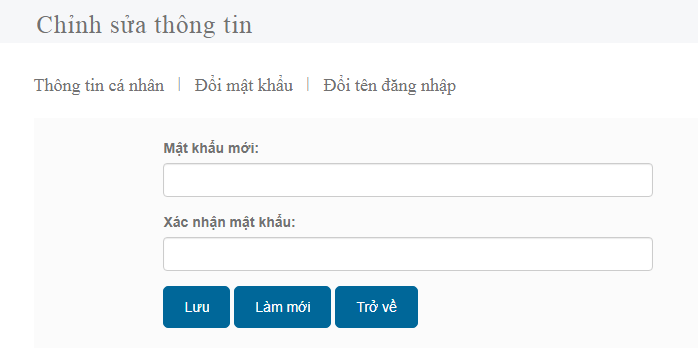 Chỉnh sửa thông tin
Thông tin cá nhân | Đổi mật khẩu | Đổi tên đăng nhập
Mật khẩu mới:
Xác nhận mật khẩu:
Lưu Làm mới Trở về